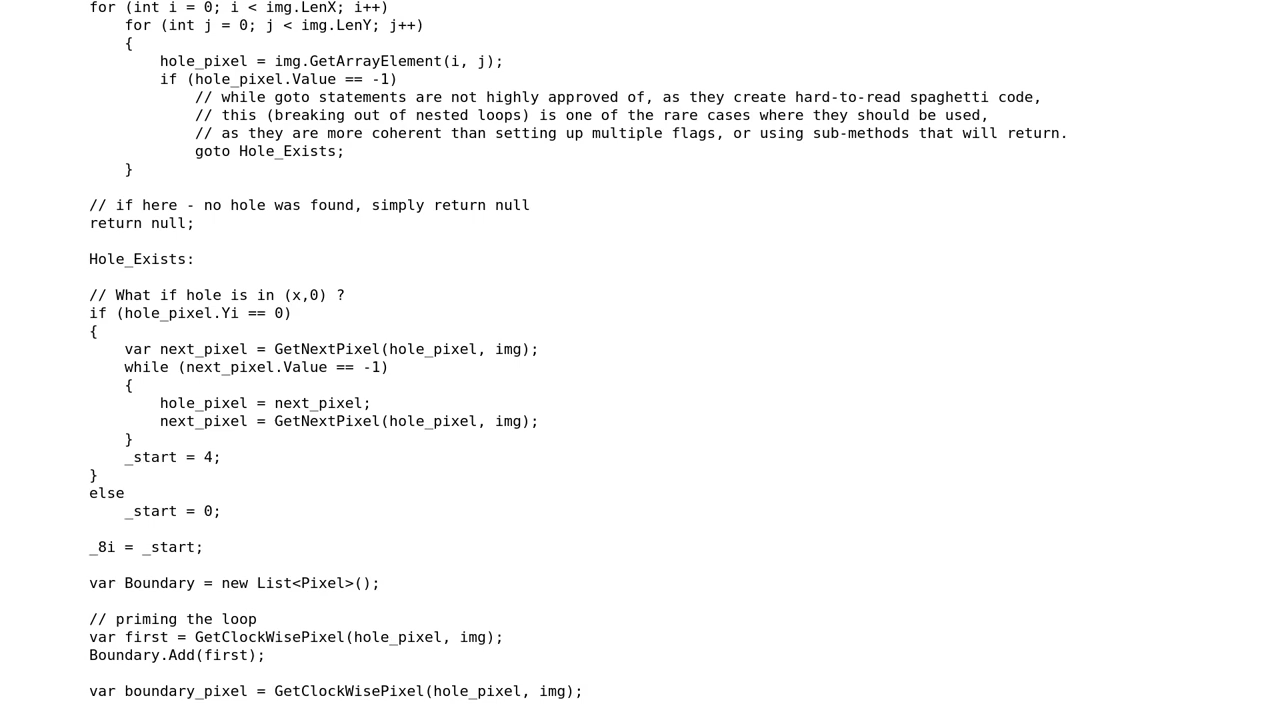 for (int i = 0; i < img.LenX; i++)
    for (int j = 0; j < img.LenY; j++)
    {
        hole_pixel = img.GetArrayElement(i, j);
        if (hole_pixel.Value == -1)
            // while goto statements are not highly approved of, as they create hard-to-read spaghetti code,
            // this (breaking out of nested loops) is one of the rare cases where they should be used,
            // as they are more coherent than setting up multiple flags, or using sub-methods that will return.
            goto Hole_Exists;
    }

// if here - no hole was found, simply return null
return null;

Hole_Exists:

// What if hole is in (x,0) ?
if (hole_pixel.Yi == 0)
{
    var next_pixel = GetNextPixel(hole_pixel, img);
    while (next_pixel.Value == -1)
    {
        hole_pixel = next_pixel;
        next_pixel = GetNextPixel(hole_pixel, img);
    }
    _start = 4;
}
else
    _start = 0;

_8i = _start;

var Boundary = new List<Pixel>();

// priming the loop
var first = GetClockWisePixel(hole_pixel, img);
Boundary.Add(first);

var boundary_pixel = GetClockWisePixel(hole_pixel, img);